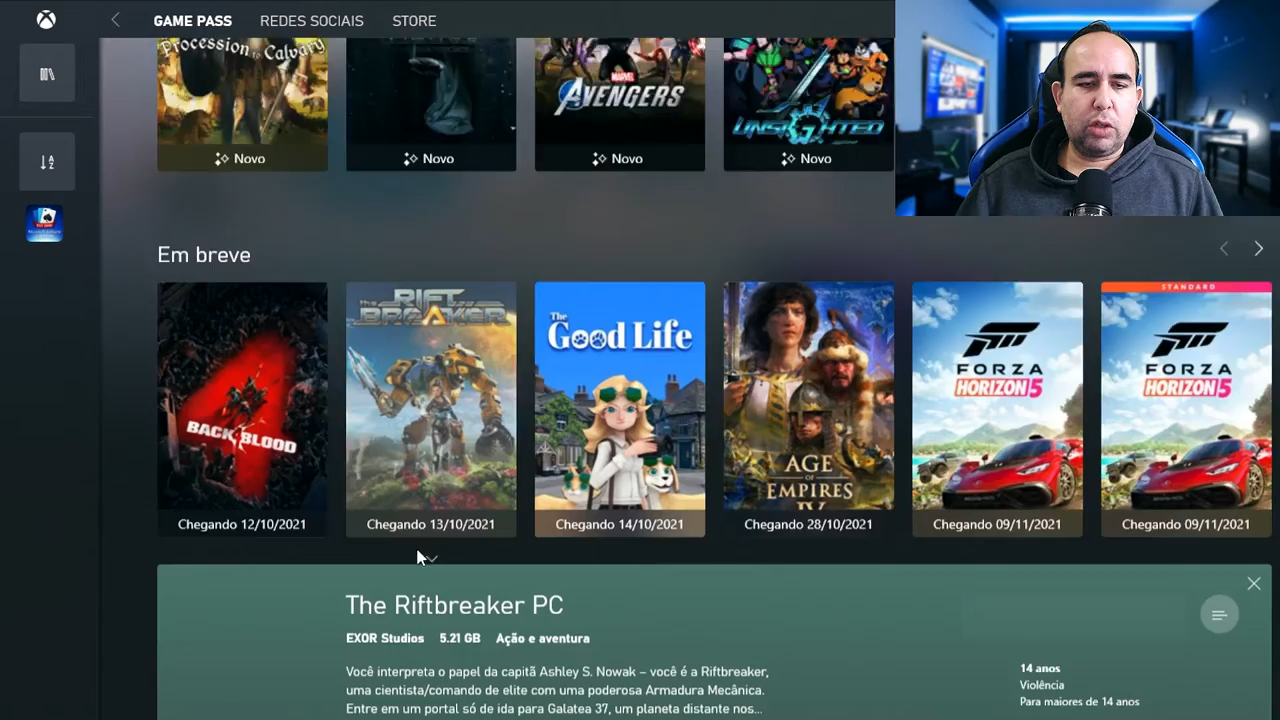 GAME PASS REDES SOCIAIS STORE
Procession to Calvary
AVENGERS
UNSIGHTED
Novo Novo Novo Novo
Em breve
BACK BLOOD
THE RIFT
BREAKER
The
Good Life
AGE
OF
EMPIRES
IV
FORZA
HORIZON 5
STANDARD
FORZA
HORIZON 5
Chegando 12/10/2021 Chegando 13/10/2021 Chegando 14/10/2021 Chegando 28/10/2021 Chegando 09/11/2021 Chegando 09/11/2021
The Riftbreaker PC
EXOR Studios 5.21 GB Ação e aventura
Você interpreta o papel da capitã Ashley S. Nowak – você é a Riftbreaker,
uma cientista/comando de elite com uma poderosa Armadura Mecânica.
Entre em um portal só de ida para Galatea 37, um planeta distante nos...
14 anos
Violência
Para maiores de 14 anos